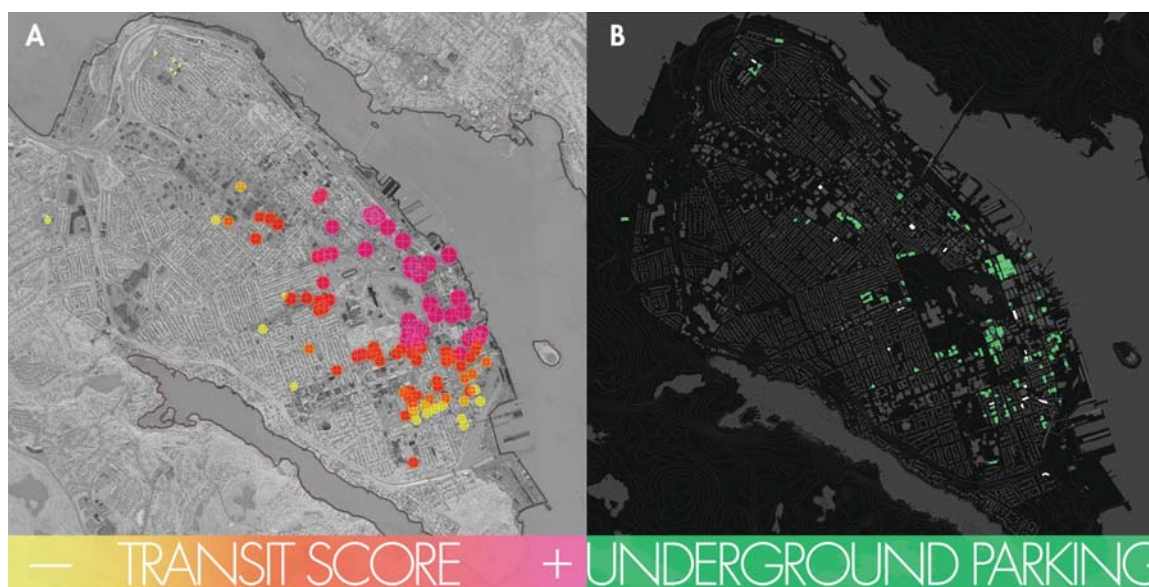 A
B
— TRANSIT SCORE +
UNDERGROUND PARKING